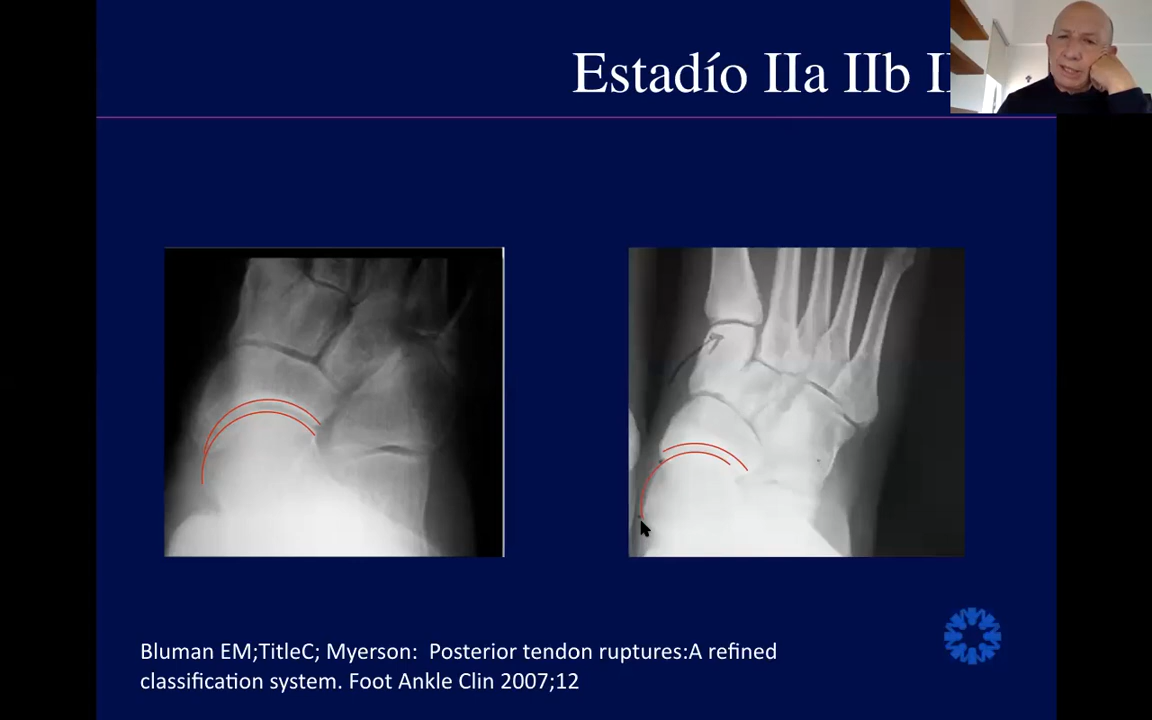 Estadío IIa IIb
Bluman EM;TitleC; Myerson: Posterior tendon ruptures:A refined
classification system. Foot Ankle Clin 2007;12